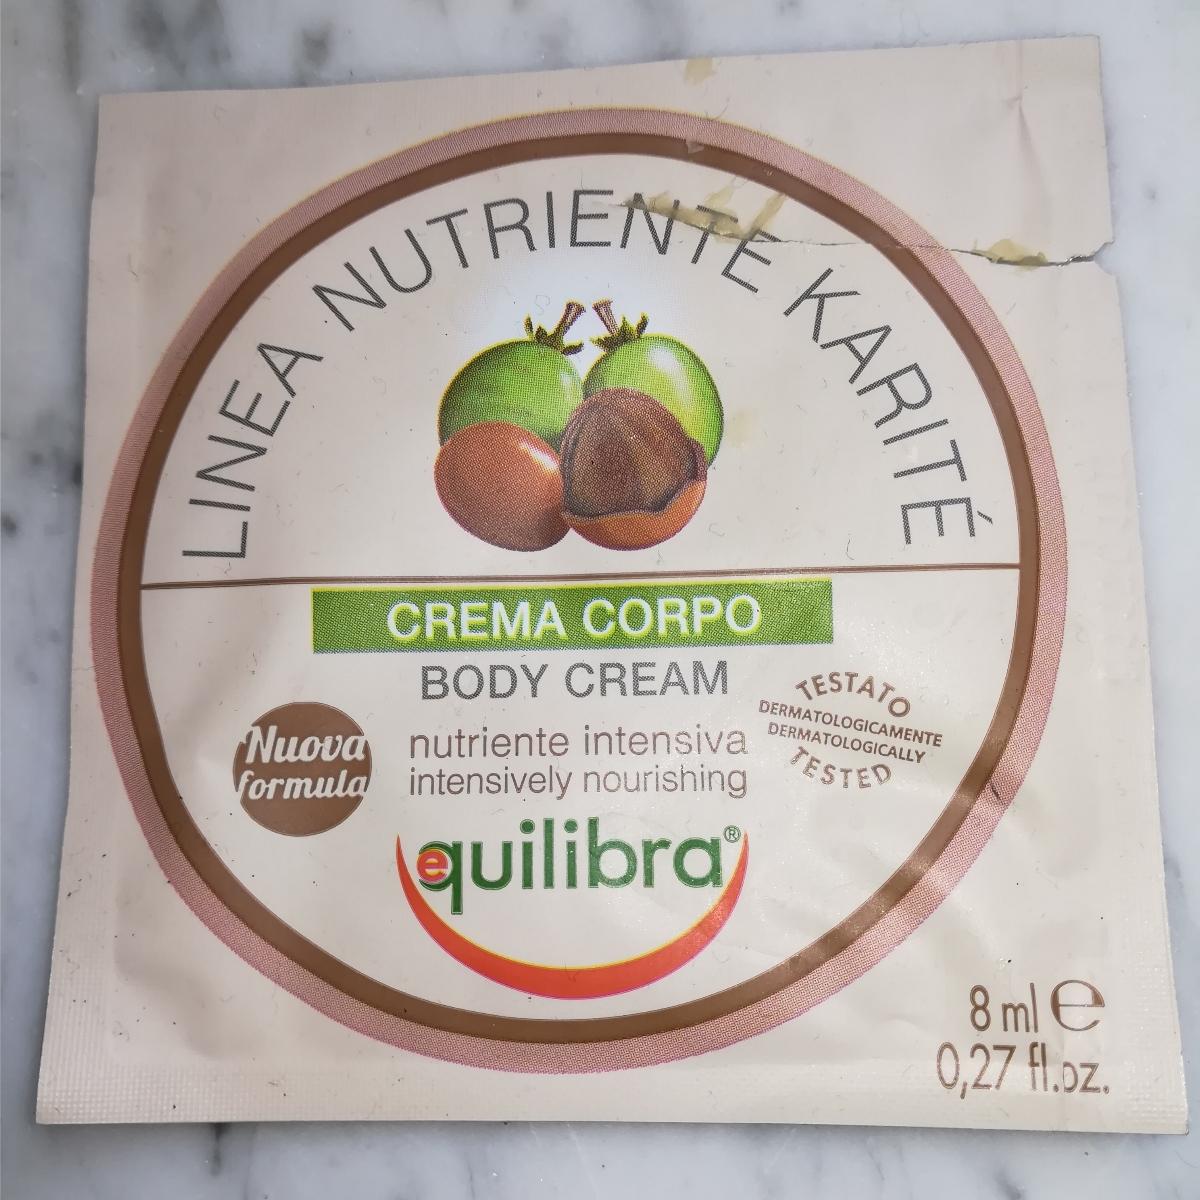 LINEA NUTRIENTE KARITÉ
CREMA CORPO
BODY CREAM
Nuova
formula
nutriente intensiva
intensively nourishing
TESTATO
DERMATOLOGICAMENTE
DERMATOLOGICALLY
TESTED
equilibra®
8 ml ℮
0,27 fl.oz.